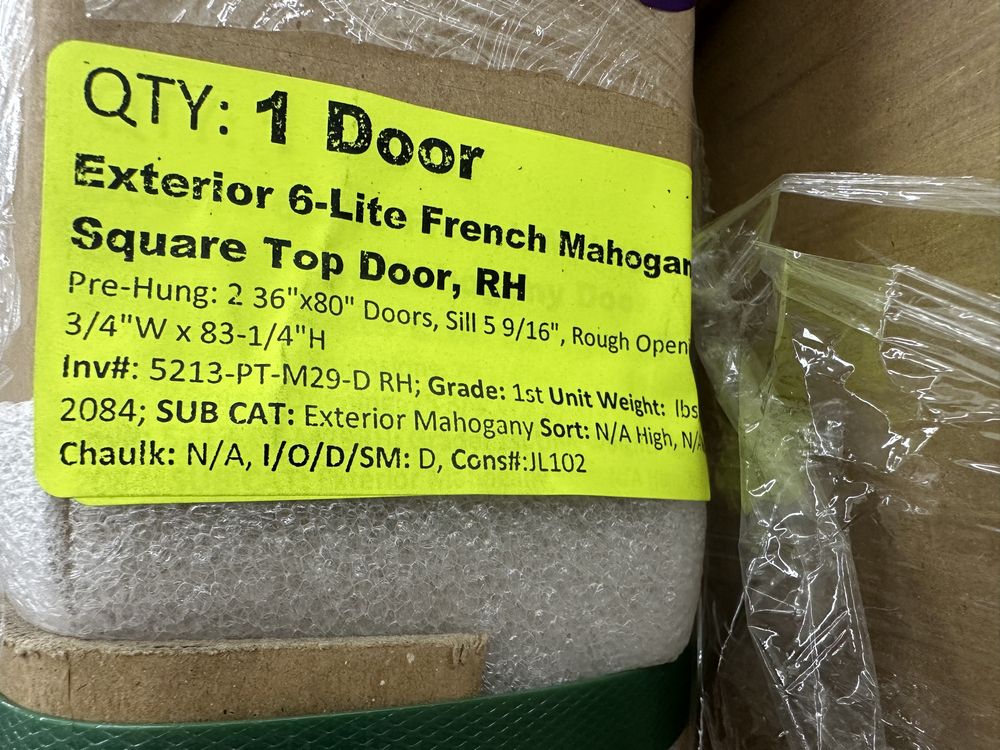 QTY: 1 Door
Exterior 6-Lite French Mahogan
Square Top Door, RH
Pre-Hung: 2 36"x80" Doors, Sill 5 9/16", Rough Openi
3/4"W x 83-1/4"H
Inv#: 5213-PT-M29-D RH; Grade: 1st Unit Weight: lbs
2084; SUB CAT: Exterior Mahogany Sort: N/A High, N/A
Chaulk: N/A, I/O/D/SM: D, Cons#:JL102